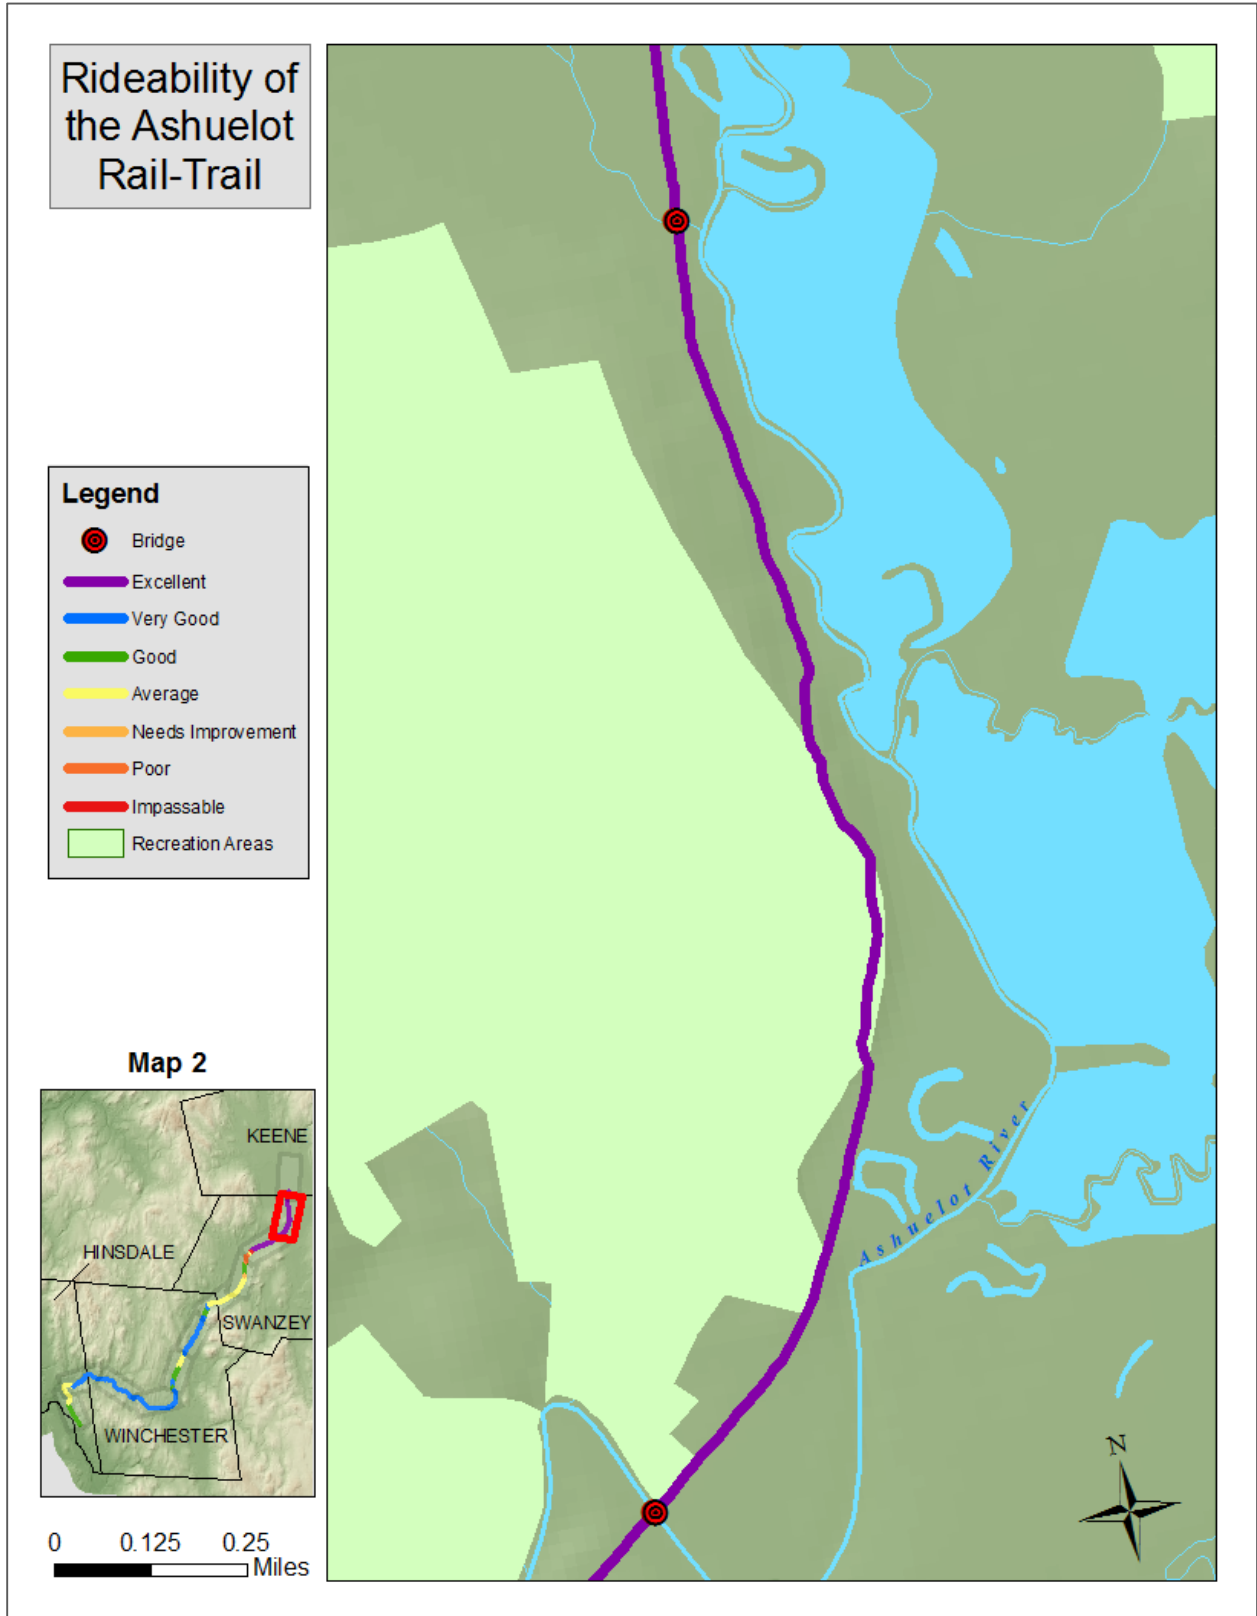 Rideability of
the Ashuelot
Rail-Trail
Legend
Bridge
Excellent
Very Good
Good
Average
Needs Improvement
Poor
Impassable
Recreation Areas
Map 2
KEENE
HINSDALE
SWANZEY
WINCHESTER
0 0.125 0.25
Miles
Ashuelot River
N